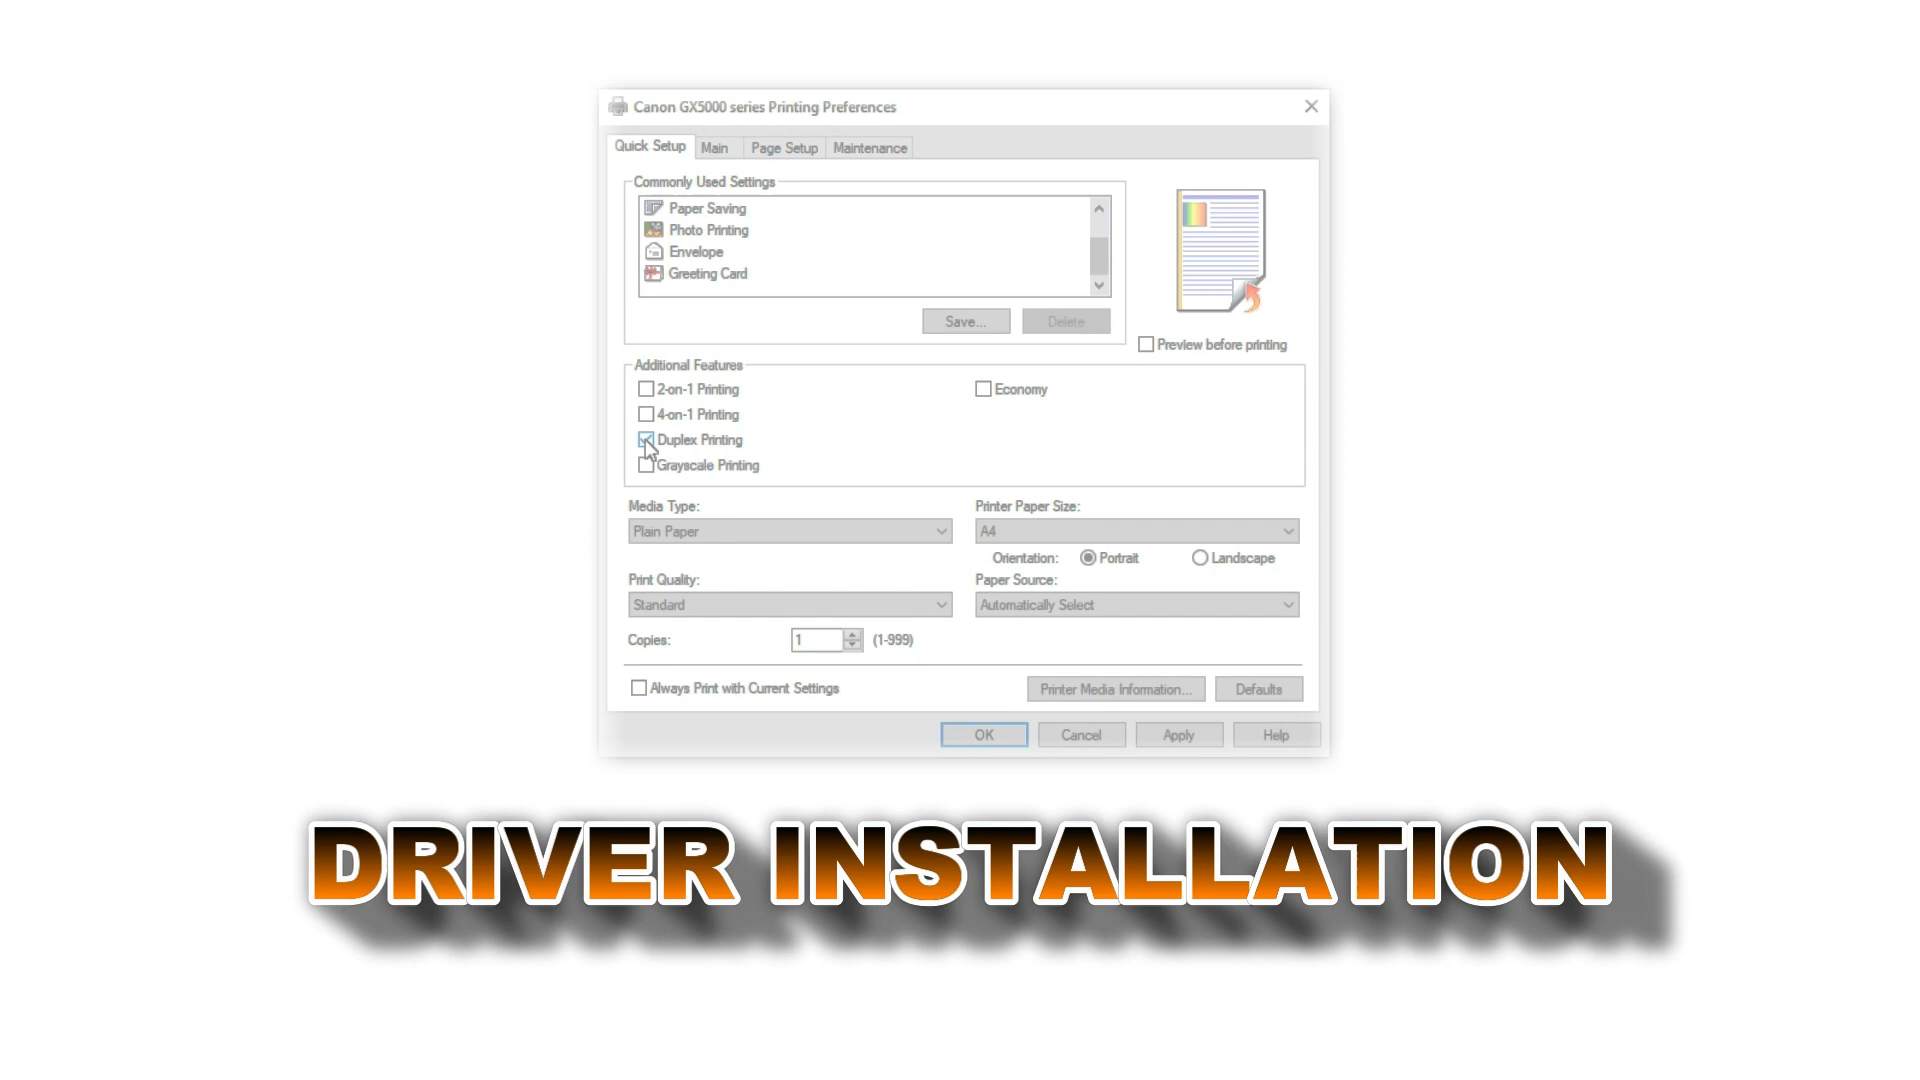 Canon GX5000 series Printing Preferences
Quick Setup Main Page Setup Maintenance
Commonly Used Settings
Paper Saving
Photo Printing
Envelope
Greeting Card
Save... Delete
Preview before printing
Additional Features
2-on-1 Printing Economy
4-on-1 Printing
Duplex Printing
Grayscale Printing
Media Type: Printer Paper Size:
Plain Paper A4
Orientation: Portrait Landscape
Print Quality: Paper Source:
Standard Automatically Select
Copies: 1 (1-999)
Always Print with Current Settings Printer Media Information... Defaults
OK Cancel Apply Help
DRIVER INSTALLATION